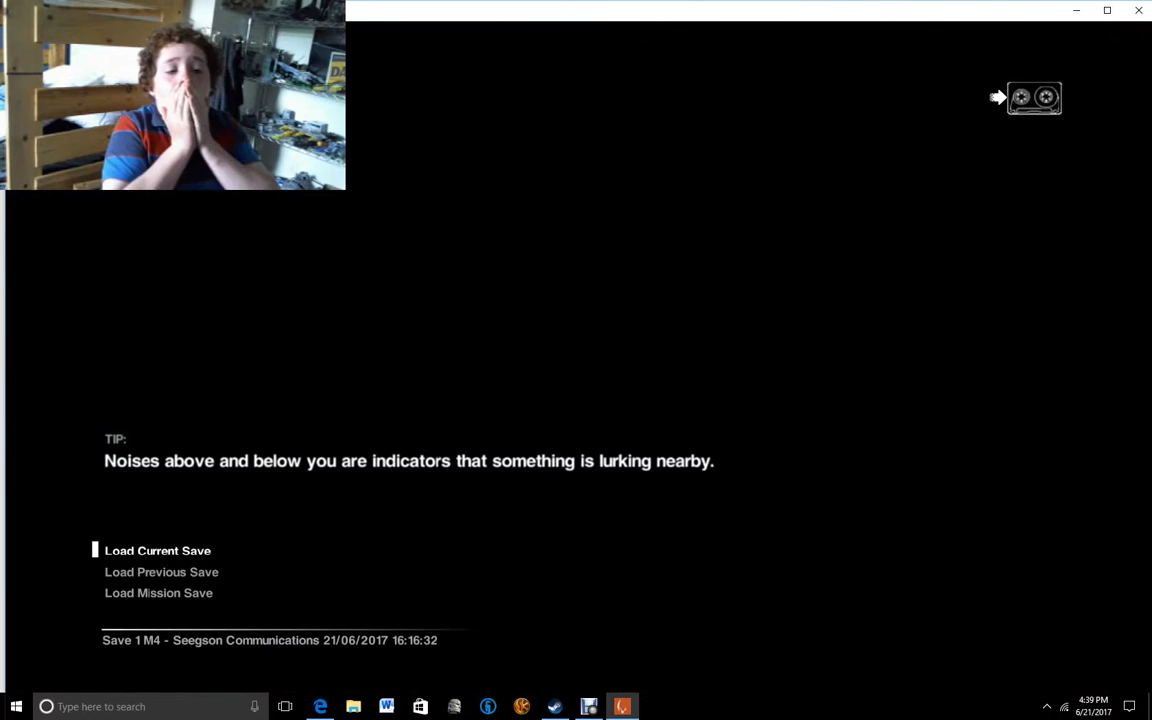 DA
TIP:
Noises above and below you are indicators that something is lurking nearby.
Load Current Save
Load Previous Save
Load Mission Save
Save 1 M4 - Seegson Communications 21/06/2017 16:16:32
Type here to search
4:39 PM
6/21/2017